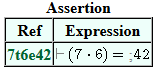 Assertion
Ref Expression
7t6e42 ⊢ (7 · 6) = ;42